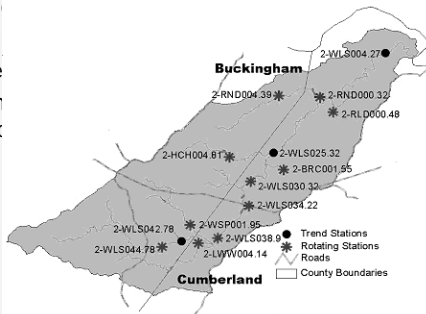 2-WLS004.27
Buckingham
2-RND004.39
2-RND000.32
2-RLD000.48
2-HCH004.81
2-WLS025.32
2-BRC001.55
2-WLS030.32
2-WLS034.22
2-WLS042.78
2-WSP001.95
2-WLS038.9
2-WLS044.78
2-LWW004.14
Cumberland
Trend Stations
Rotating Stations
Roads
County Boundaries